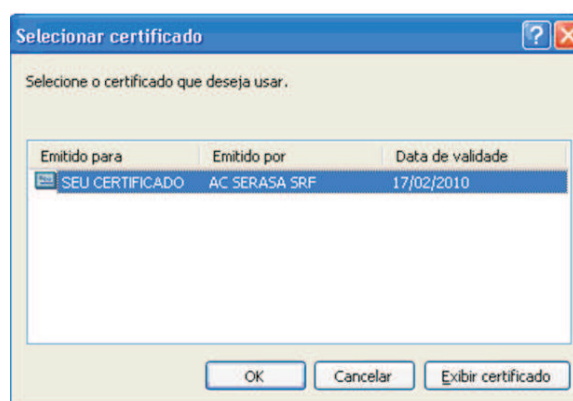 Selecionar certificado
Selecione o certificado que deseja usar.
Emitido para Emitido por Data de validade
SEU CERTIFICADO AC SERASA SRF 17/02/2010
OK Cancelar Exibir certificado